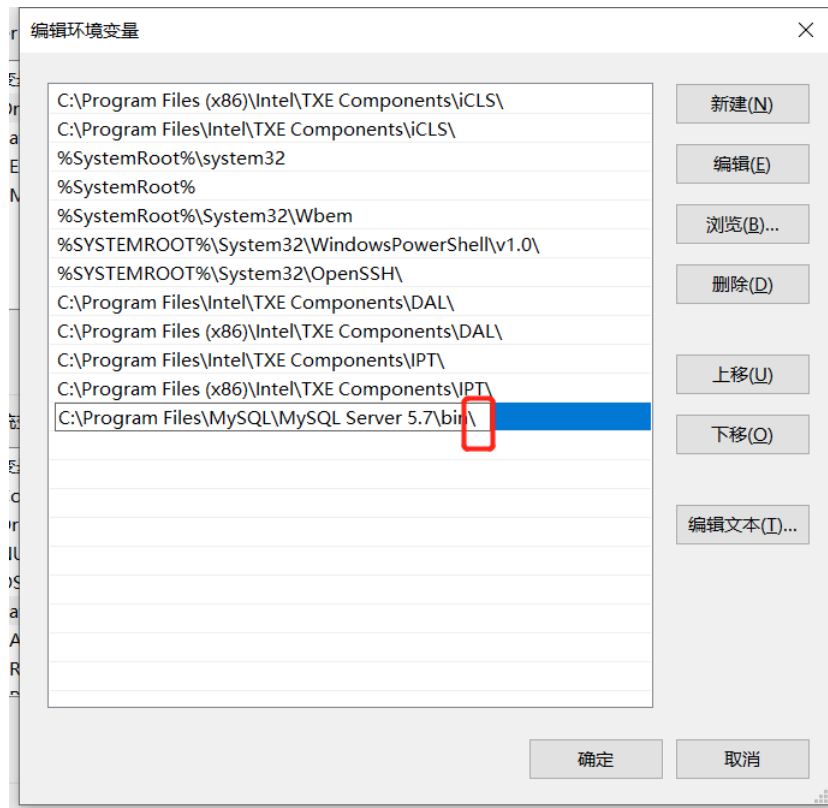 编辑环境变量
C:\Program Files (x86)\Intel\TXE Components\iCLS\
C:\Program Files\Intel\TXE Components\iCLS\
%SystemRoot%\system32
%SystemRoot%
%SystemRoot%\System32\Wbem
%SYSTEMROOT%\System32\WindowsPowerShell\v1.0\
%SYSTEMROOT%\System32\OpenSSH\
C:\Program Files\Intel\TXE Components\DAL\
C:\Program Files (x86)\Intel\TXE Components\DAL\
C:\Program Files\Intel\TXE Components\IPT\
C:\Program Files (x86)\Intel\TXE Components\IPT\
C:\Program Files\MySQL\MySQL Server 5.7\bin\
新建(N)
编辑(E)
浏览(B)...
删除(D)
上移(U)
下移(O)
编辑文本(T)...
确定
取消